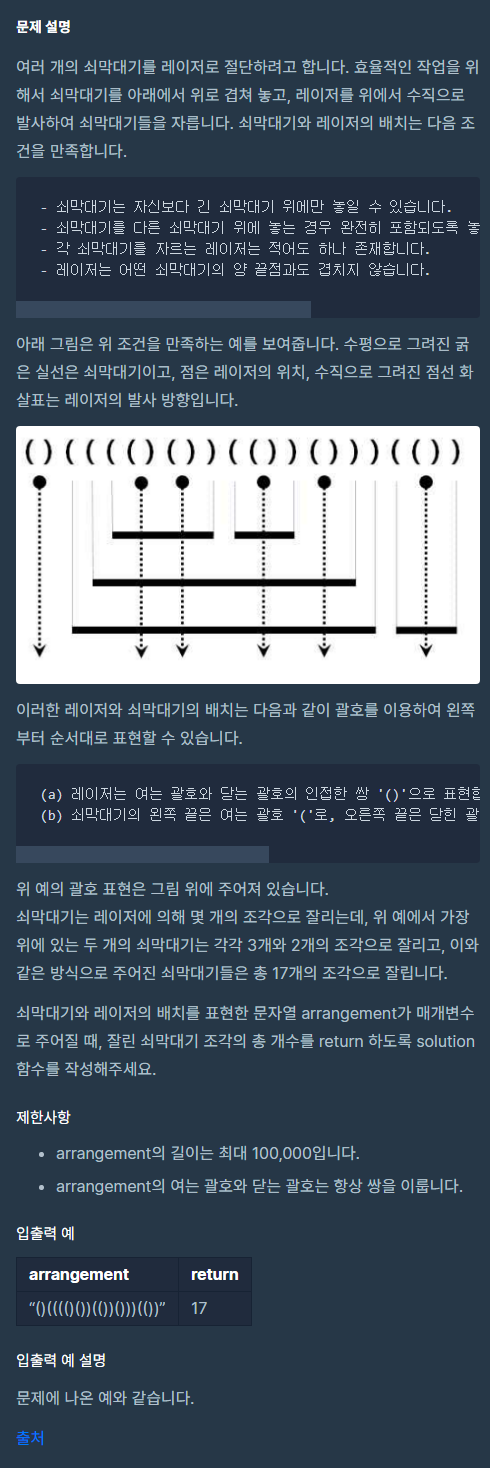 문제 설명
여러 개의 쇠막대기를 레이저로 절단하려고 합니다. 효율적인 작업을 위
해서 쇠막대기를 아래에서 위로 겹쳐 놓고, 레이저를 위에서 수직으로
발사하여 쇠막대기들을 자릅니다. 쇠막대기와 레이저의 배치는 다음 조
건을 만족합니다.
- 쇠막대기는 자신보다 긴 쇠막대기 위에만 놓일 수 있습니다.
- 쇠막대기를 다른 쇠막대기 위에 놓는 경우 완전히 포함되도록 놓
- 각 쇠막대기를 자르는 레이저는 적어도 하나 존재합니다.
- 레이저는 어떤 쇠막대기의 양 끝점과도 겹치지 않습니다.
아래 그림은 위 조건을 만족하는 예를 보여줍니다. 수평으로 그려진 굵
은 실선은 쇠막대기이고, 점은 레이저의 위치, 수직으로 그려진 점선 화
살표는 레이저의 발사 방향입니다.
()(((()())(())()))(())
이러한 레이저와 쇠막대기의 배치는 다음과 같이 괄호를 이용하여 왼쪽
부터 순서대로 표현할 수 있습니다.
(a) 레이저는 여는 괄호와 닫는 괄호의 인접한 쌍 '()'으로 표현합
(b) 쇠막대기의 왼쪽 끝은 여는 괄호 '('로, 오른쪽 끝은 닫힌 괄
위 예의 괄호 표현은 그림 위에 주어져 있습니다.
쇠막대기는 레이저에 의해 몇 개의 조각으로 잘리는데, 위 예에서 가장
위에 있는 두 개의 쇠막대기는 각각 3개와 2개의 조각으로 잘리고, 이와
같은 방식으로 주어진 쇠막대기들은 총 17개의 조각으로 잘립니다.
쇠막대기와 레이저의 배치를 표현한 문자열 arrangement가 매개변수
로 주어질 때, 잘린 쇠막대기 조각의 총 개수를 return 하도록 solution
함수를 작성해주세요.
제한사항
• arrangement의 길이는 최대 100,000입니다.
• arrangement의 여는 괄호와 닫는 괄호는 항상 쌍을 이룹니다.
입출력 예
arrangement return
“()(((()())(())()))(())” 17
입출력 예 설명
문제에 나온 예와 같습니다.
출처